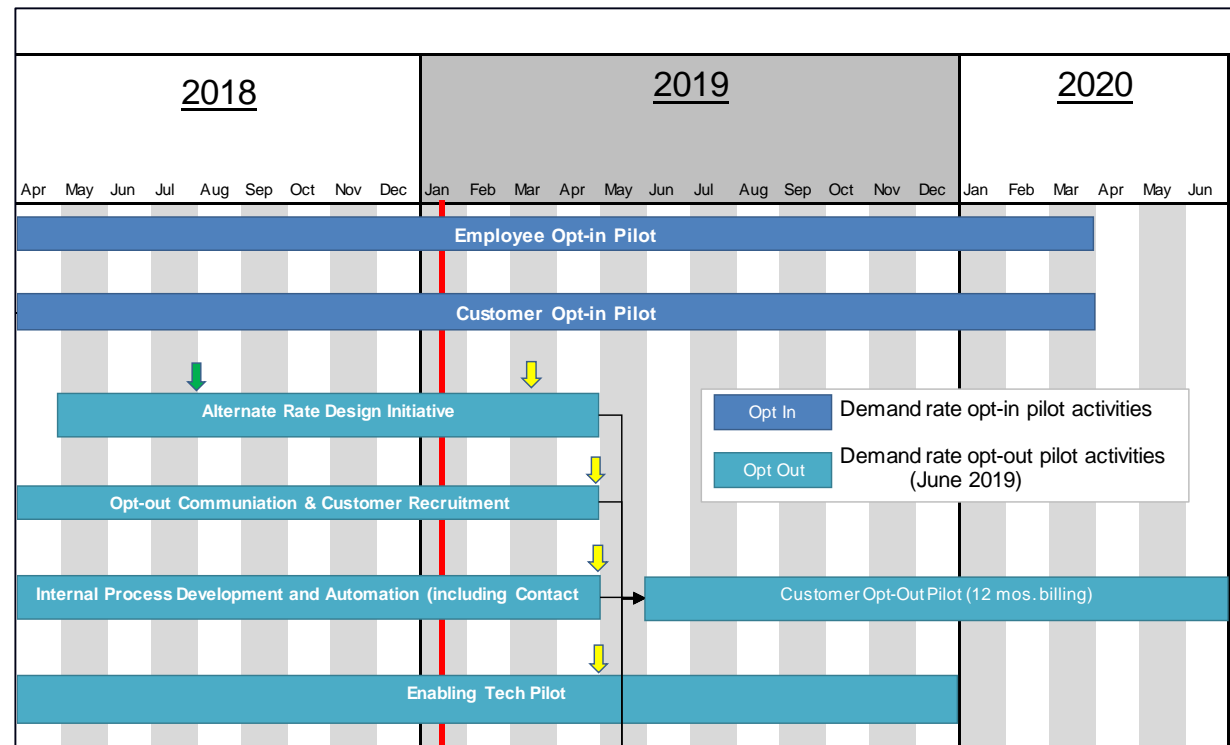 2018 2019 2020
Apr May Jun Jul Aug Sep Oct Nov Dec Jan Feb Mar Apr May Jun Jul Aug Sep Oct Nov Dec Jan Feb Mar Apr May Jun
Employee Opt-in Pilot
Customer Opt-in Pilot
Alternate Rate Design Initiative
Opt In Demand rate opt-in pilot activities
Opt Out Demand rate opt-out pilot activities
(June 2019)
Opt-out Communiation & Customer Recruitment
Internal Process Development and Automation (including Contact
Customer Opt-Out Pilot (12 mos. billing)
Enabling Tech Pilot